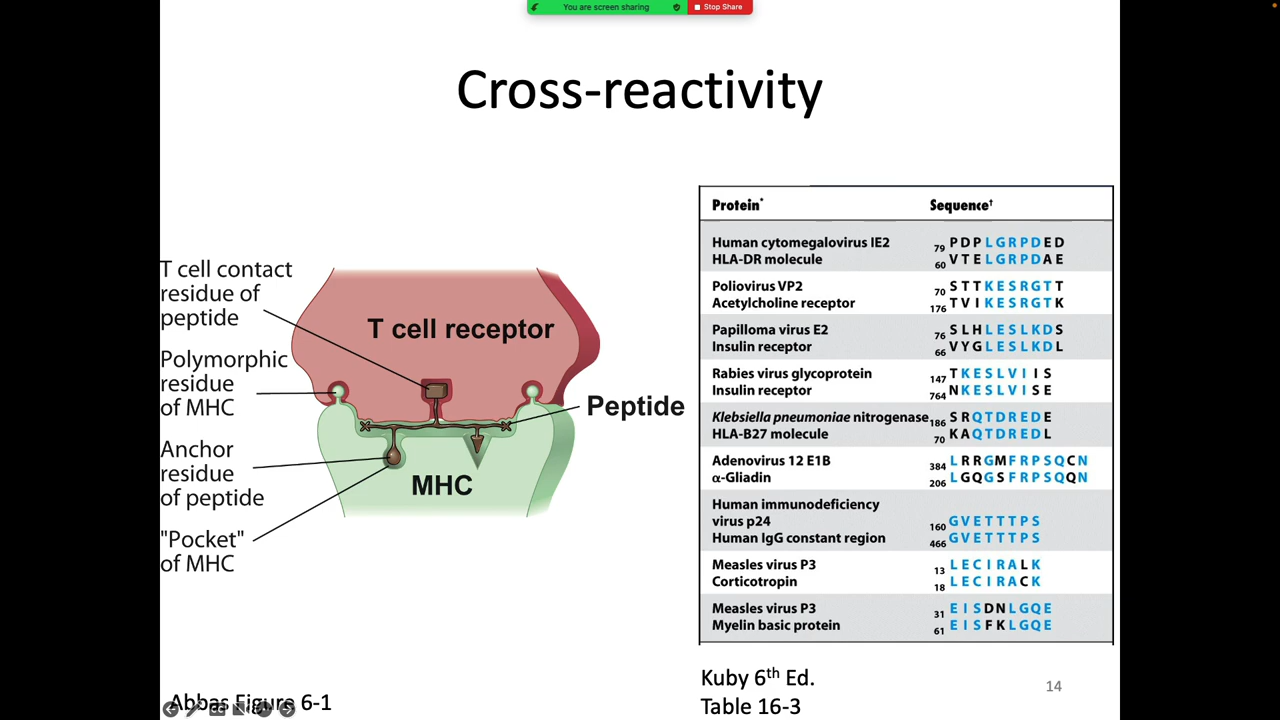 You are screen sharing
Stop Share
Cross-reactivity
T cell contact
residue of
peptide
Polymorphic
residue
of MHC
Anchor
residue
of peptide
"Pocket"
of MHC
T cell receptor
Peptide
MHC
Protein* Sequence†
Human cytomegalovirus IE2 79 P D P L G R P D E D
HLA-DR molecule 60 V T E L G R P D A E
Poliovirus VP2 70 S T T K E S R G T T
Acetylcholine receptor 176 T V I K E S R G T K
Papilloma virus E2 76 S L H L E S L K D S
Insulin receptor 66 V Y G L E S L K D L
Rabies virus glycoprotein 147 T K E S L V I I S
Insulin receptor 764 N K E S L V I S E
Klebsiella pneumoniae nitrogenase 186 S R Q T D R E D E
HLA-B27 molecule 70 K A Q T D R E D L
Adenovirus 12 E1B 384 L R R G M F R P S Q C N
α-Gliadin 206 L G Q G S F R P S Q Q N
Human immunodeficiency
virus p24 160 G V E T T T P S
Human IgG constant region 466 G V E T T T P S
Measles virus P3 13 L E C I R A L K
Corticotropin 18 L E C I R A C K
Measles virus P3 31 E I S D N L G Q E
Myelin basic protein 61 E I S F K L G Q E
Kuby 6th Ed.
Table 16-3
14
Abbas Figure 6-1
CC